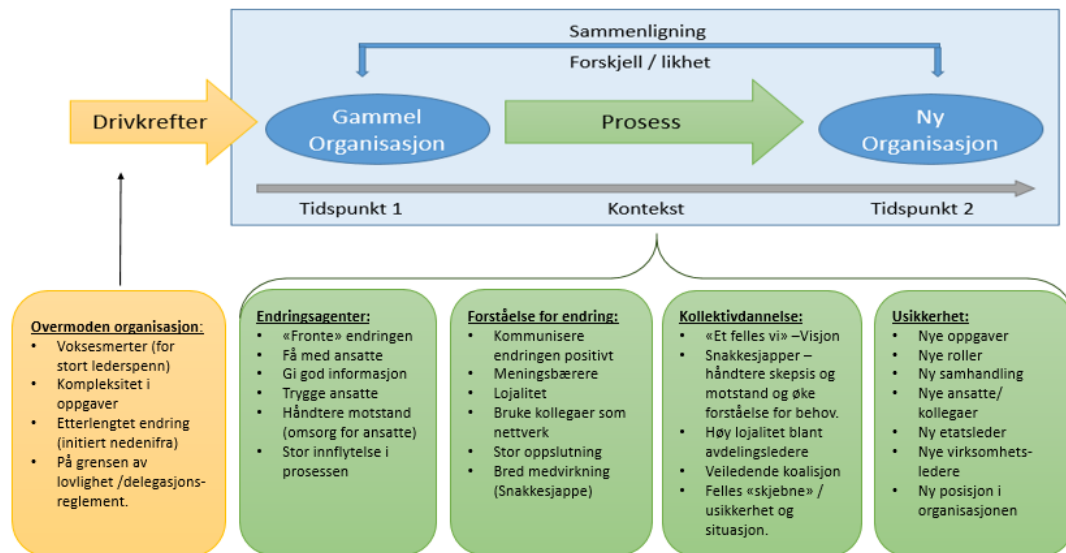 Sammenligning
Forskjell / likhet
Drivkrefter
Gammel
Organisasjon
Prosess
Ny
Organisasjon
Tidspunkt 1
Kontekst
Tidspunkt 2
Overmoden organisasjon:
• Voksesmerter (for
stort lederspenn)
• Kompleksitet i
oppgaver
• Etterlengtet endring
(initiert nedenifra)
• På grensen av
lovlighet /delegasjons-
reglement.
Endringsagenter:
• «Fronte» endringen
• Få med ansatte
• Gi god informasjon
• Trygge ansatte
• Håndtere motstand
(omsorg for ansatte)
• Stor innflytelse i
prosessen
Forståelse for endring:
• Kommunisere
endringen positivt
• Meningsbærere
• Lojalitet
• Bruke kollegaer som
nettverk
• Stor oppslutning
• Bred medvirkning
(Snakkesjappe)
Kollektivdannelse:
• «Et felles vi» –Visjon
• Snakkesjapper –
håndtere skepsis og
motstand og øke
forståelse for behov.
• Høy lojalitet blant
avdelingsledere
• Veiledende koalisjon
• Felles «skjebne» /
usikkerhet og
situasjon.
Usikkerhet:
• Nye oppgaver
• Nye roller
• Ny samhandling
• Nye ansatte/
kollegaer
• Ny etatsleder
• Nye virksomhets-
ledere
• Ny posisjon i
organisasjonen